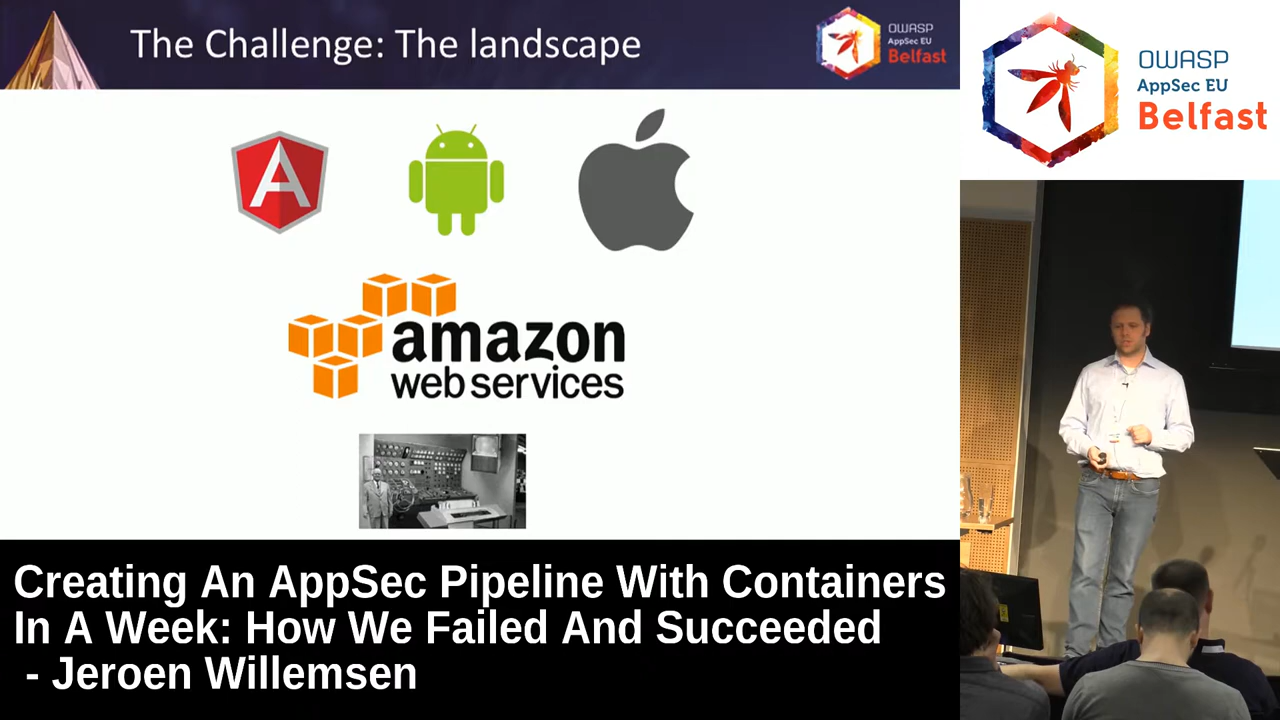 The Challenge: The landscape
OWASP
AppSec EU
Belfast
OWASP
AppSec EU
Belfast
A
amazon
web services
Creating An AppSec Pipeline With Containers
In A Week: How We Failed And Succeeded
- Jeroen Willemsen